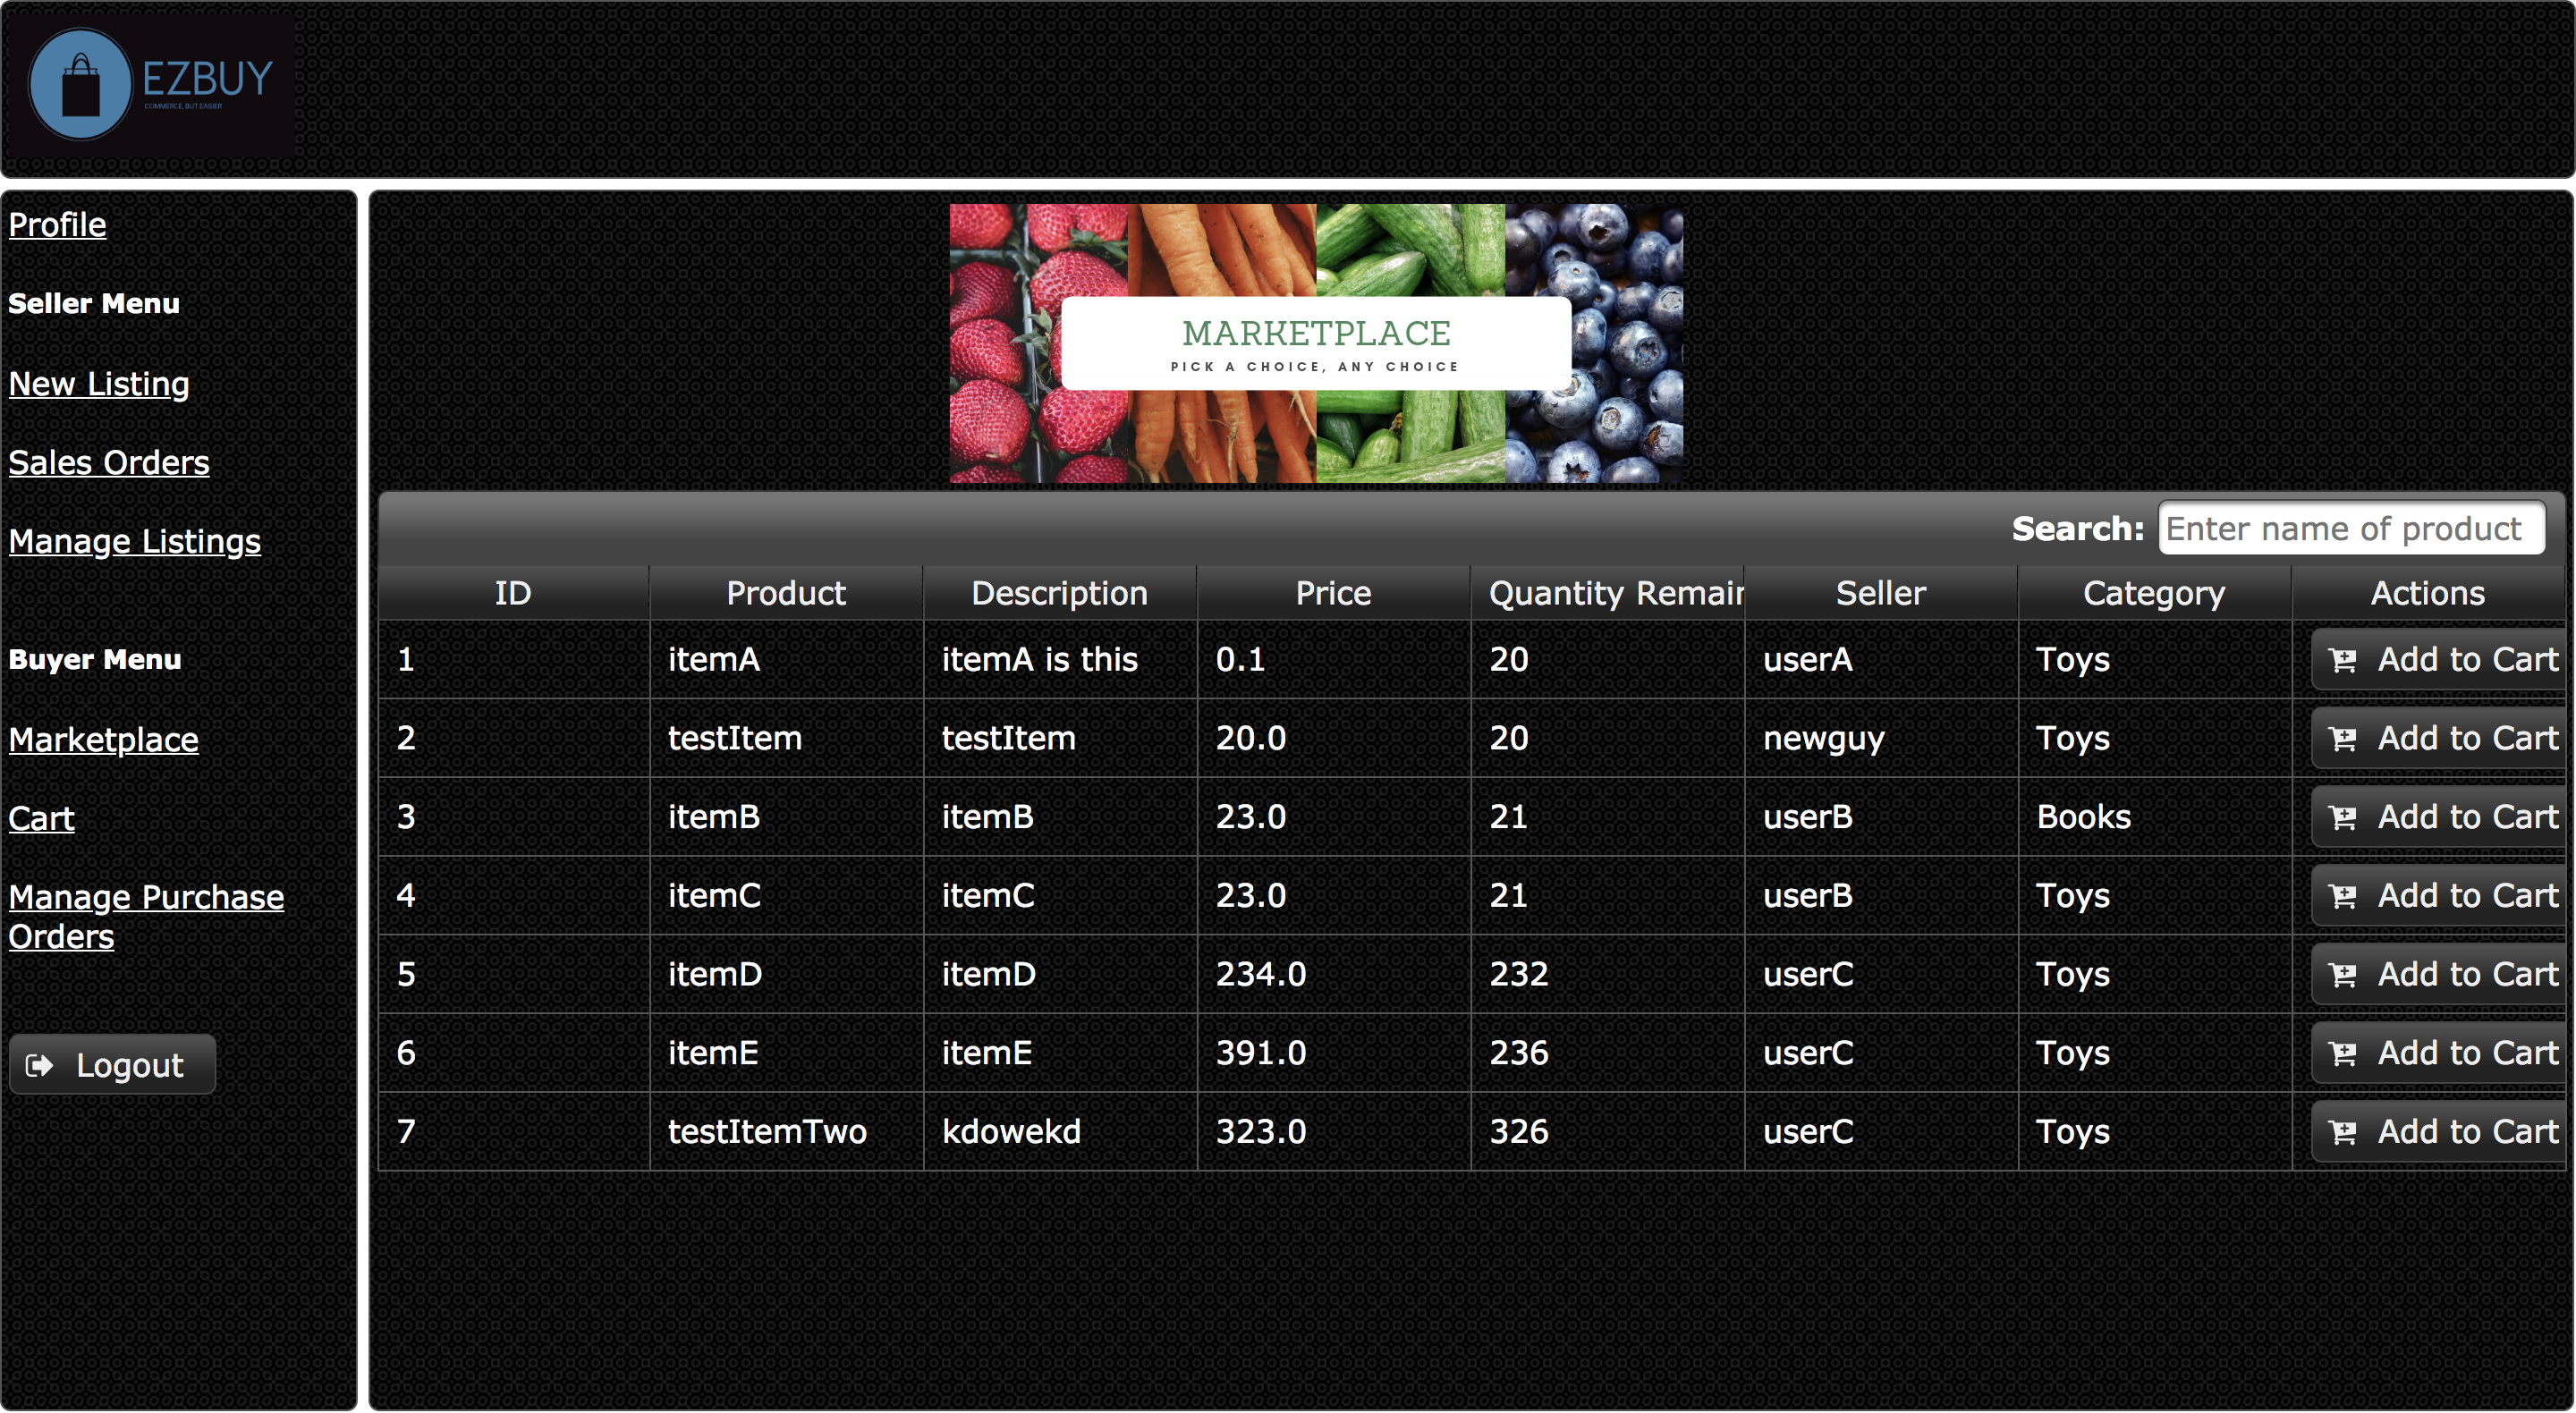 EZBUY
COMMERCE, BUT EASIER
Profile
Seller Menu
New Listing
Sales Orders
Manage Listings
Buyer Menu
Marketplace
Cart
Manage Purchase
Orders
Logout
MARKETPLACE
PICK A CHOICE, ANY CHOICE
Search: Enter name of product
ID Product Description Price Quantity Remain Seller Category Actions
1 itemA itemA is this 0.1 20 userA Toys Add to Cart
2 testItem testItem 20.0 20 newguy Toys Add to Cart
3 itemB itemB 23.0 21 userB Books Add to Cart
4 itemC itemC 23.0 21 userB Toys Add to Cart
5 itemD itemD 234.0 232 userC Toys Add to Cart
6 itemE itemE 391.0 236 userC Toys Add to Cart
7 testItemTwo kdowekd 323.0 326 userC Toys Add to Cart